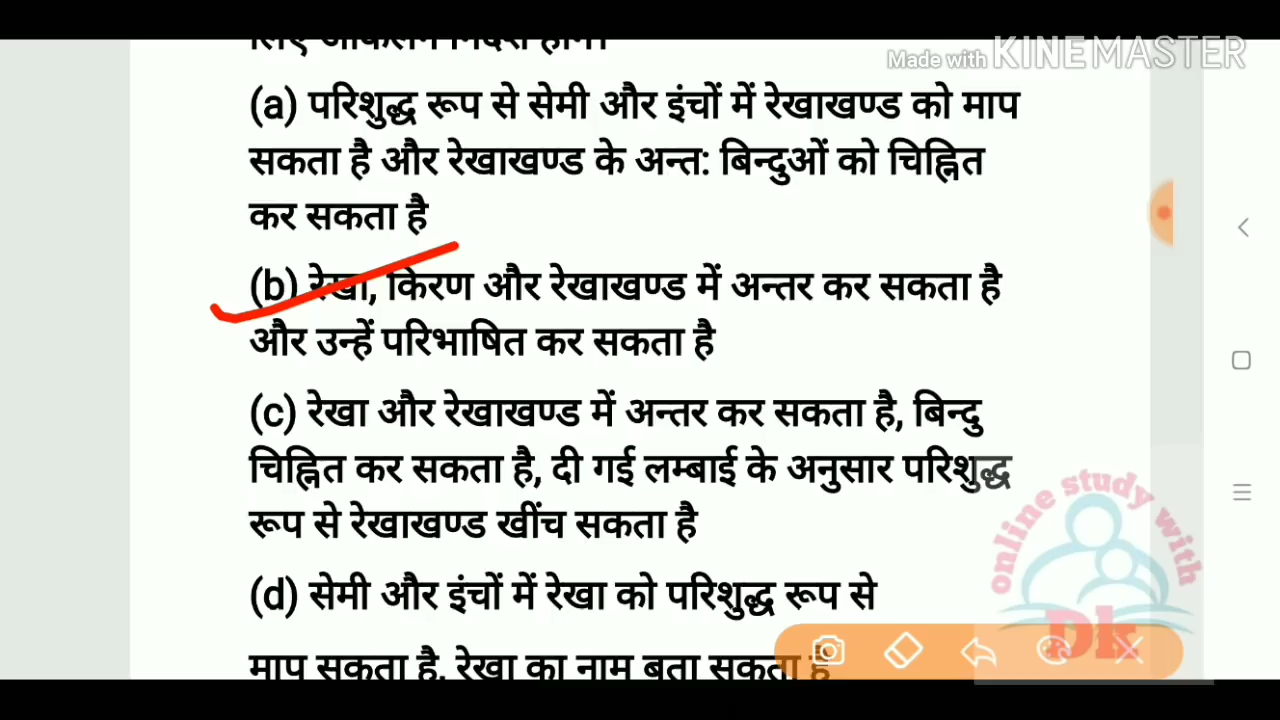 Made with KINEMASTER
(a) परिशुद्ध रूप से सेमी और इंचों में रेखाखण्ड को माप
सकता है और रेखाखण्ड के अन्त: बिन्दुओं को चिह्नित
कर सकता है
(b) रेखा, किरण और रेखाखण्ड में अन्तर कर सकता है
और उन्हें परिभाषित कर सकता है
(c) रेखा और रेखाखण्ड में अन्तर कर सकता है, बिन्दु
चिह्नित कर सकता है, दी गई लम्बाई के अनुसार परिशुद्ध
रूप से रेखाखण्ड खींच सकता है
(d) सेमी और इंचों में रेखा को परिशुद्ध रूप से
माप सकता है, रेखा का नाम बता सकता है
online study with
Dk